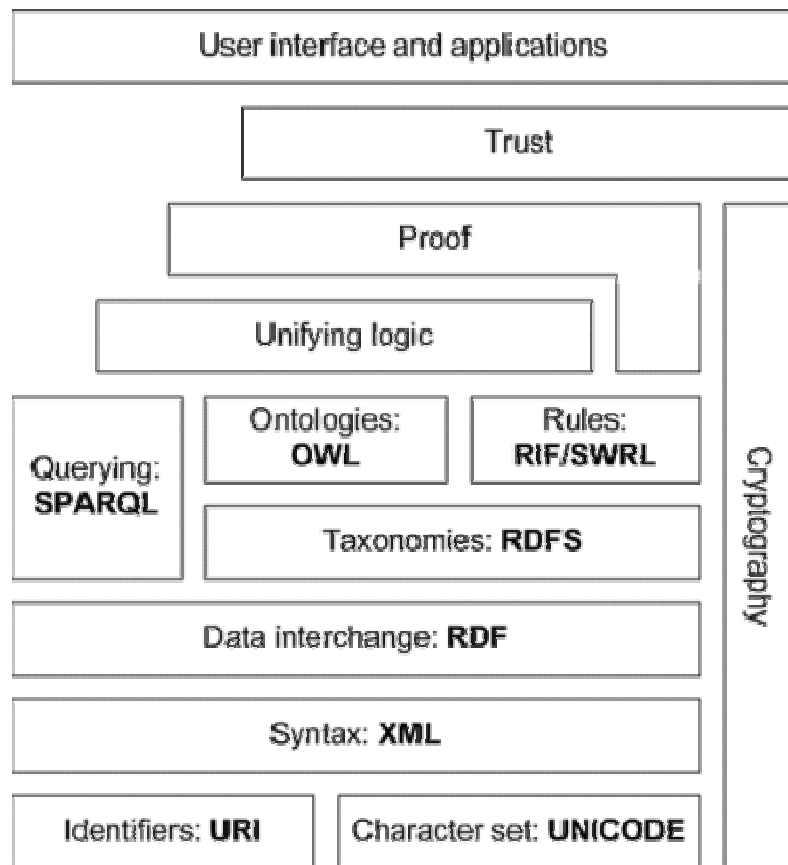 User interface and applications
Trust
Proof
Unifying logic
Ontologies:
OWL
Rules:
RIF/SWRL
Querying:
SPARQL
Taxonomies: RDFS
Cryptography
Data interchange: RDF
Syntax: XML
Identifiers: URI
Character set: UNICODE